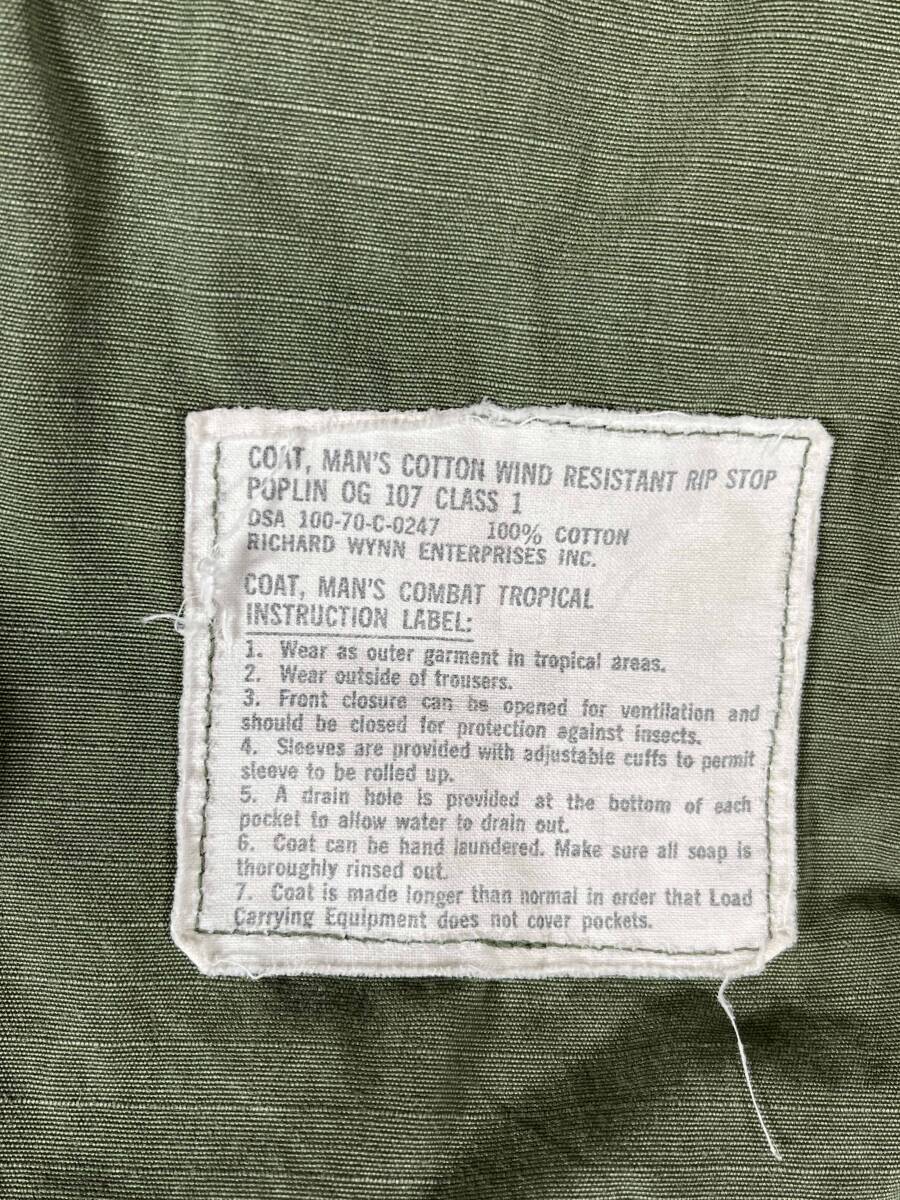 COAT, MAN'S COTTON WIND RESISTANT RIP STOP
POPLIN OG 107 CLASS 1
DSA 100-70-C-0247 100% COTTON
RICHARD WYNN ENTERPRISES INC.
COAT, MAN'S COMBAT TROPICAL
INSTRUCTION LABEL:
1. Wear as outer garment in tropical areas.
2. Wear outside of trousers.
3. Front closure can be opened for ventilation and
should be closed for protection against insects.
4. Sleeves are provided with adjustable cuffs to permit
sleeve to be rolled up.
5. A drain hole is provided at the bottom of each
pocket to allow water to drain out.
6. Coat can be hand laundered. Make sure all soap is
thoroughly rinsed out.
7. Coat is made longer than normal in order that Load
Carrying Equipment does not cover pockets.